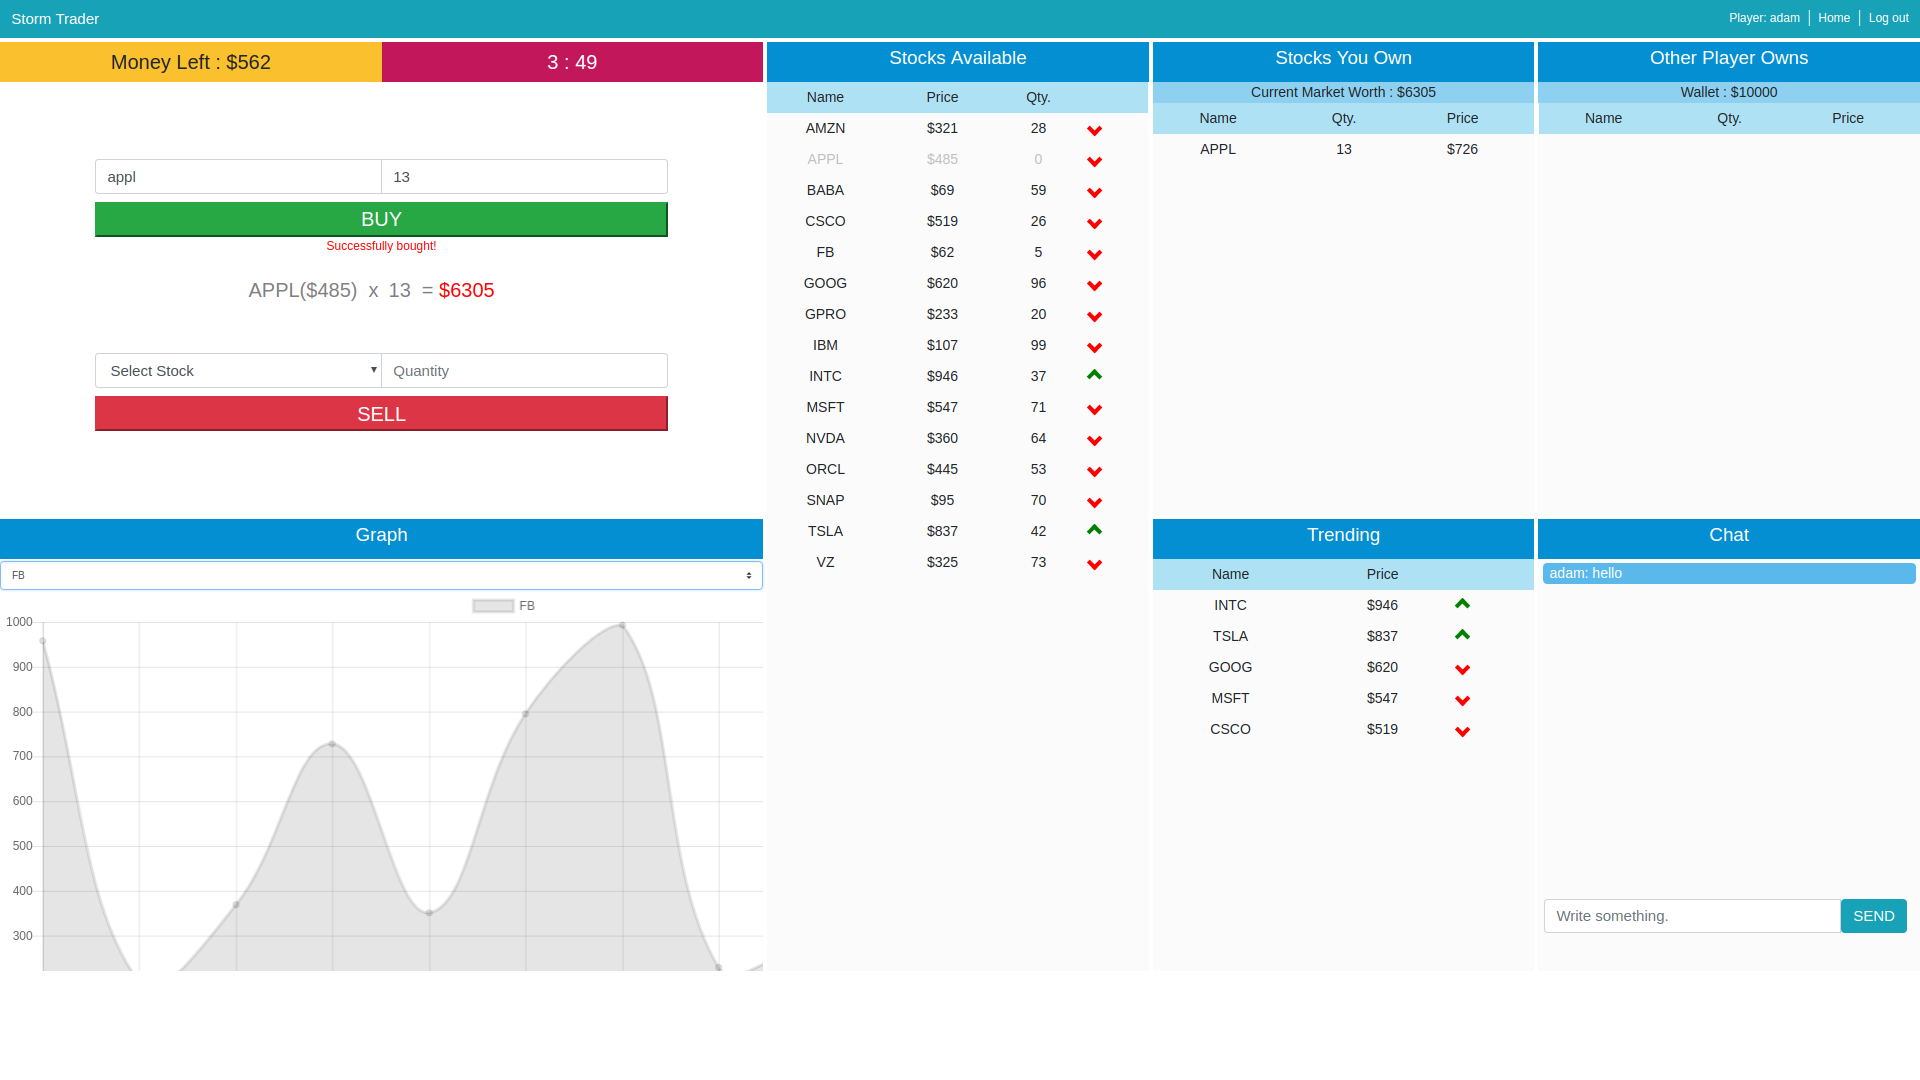 Storm Trader
Player: adam
Home
Log out
Money Left : $562
3 : 49
appl
13
BUY
Successfully bought!
APPL($485) x 13 = $6305
Select Stock
Quantity
SELL
Graph
FB
FB
1000
900
800
700
600
500
400
300
Stocks Available
Name Price Qty.
AMZN $321 28
APPL $485 0
BABA $69 59
CSCO $519 26
FB $62 5
GOOG $620 96
GPRO $233 20
IBM $107 99
INTC $946 37
MSFT $547 71
NVDA $360 64
ORCL $445 53
SNAP $95 70
TSLA $837 42
VZ $325 73
Stocks You Own
Current Market Worth : $6305
Name Qty. Price
APPL 13 $726
Other Player Owns
Wallet : $10000
Name Qty. Price
Trending
Name Price
INTC $946
TSLA $837
GOOG $620
MSFT $547
CSCO $519
Chat
adam: hello
Write something.
SEND